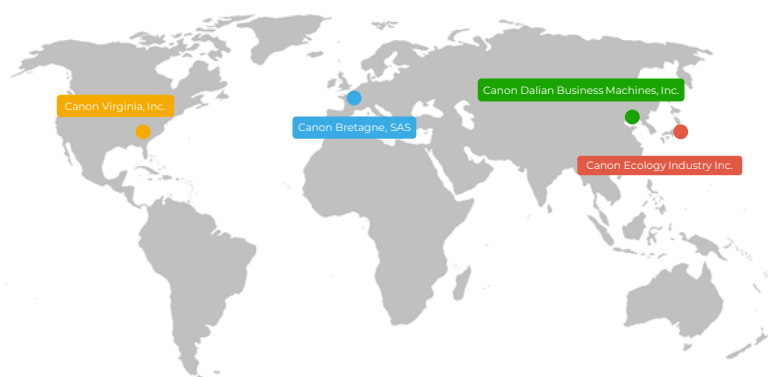 Canon Dalian Business Machines, Inc.
Canon Virginia, Inc.
Canon Bretagne, SAS
Canon Ecology Industry Inc.